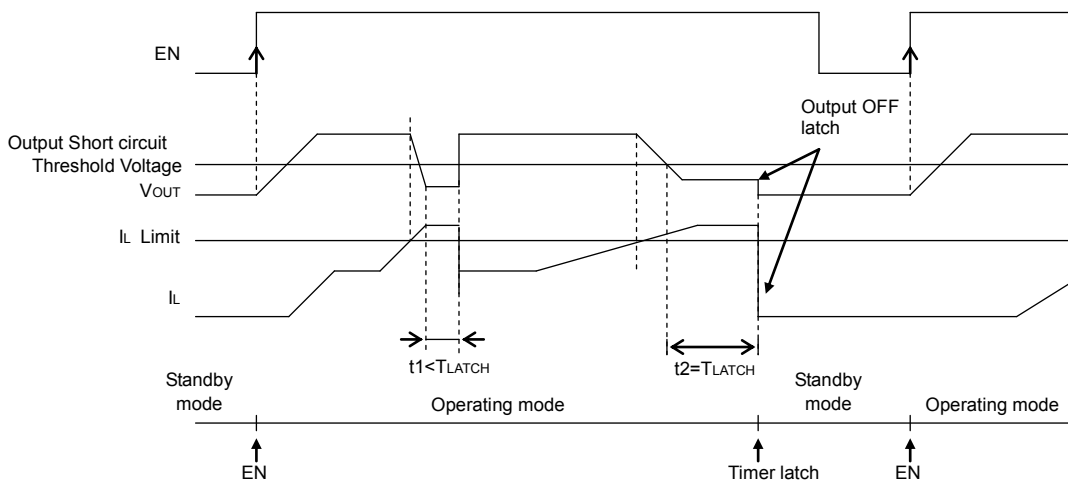 EN
Output Short circuit
Threshold Voltage
VOUT
IL Limit
IL
Output OFF
latch
t1<TLATCH
t2=TLATCH
Standby
mode
Operating mode
Standby
mode
Operating mode
EN
Timer latch
EN